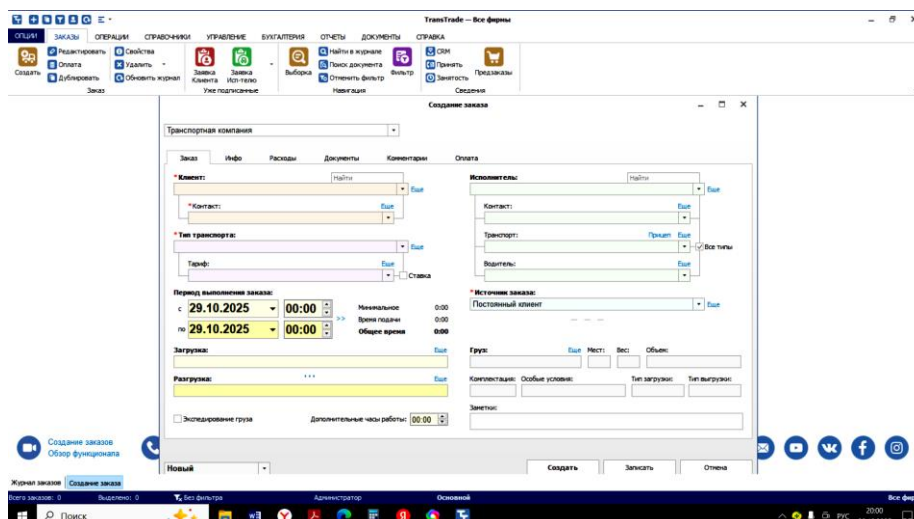 TransTrade — Все фирмы
ОПЦИИ ЗАКАЗЫ ОПЕРАЦИИ СПРАВОЧНИКИ УПРАВЛЕНИЕ БУХГАЛТЕРИЯ ОТЧЕТЫ ДОКУМЕНТЫ СПРАВКА
Создать
Редактировать
Оплата
Дублировать
Свойства
Удалить
Обновить журнал
Заказ
Заявка Клиента
Заявка Исп-телю
Уже подписанные
Выборка
Найти в журнале
Поиск документа
Отменить фильтр
Фильтр
Навигация
CRM
Принять
Занятость
Предзаказы
Сведения
Создание заказа
Транспортная компания
Заказ Инфо Расходы Документы Комментарии Оплата
* Клиент: Найти
Еще
* Контакт: Еще
* Тип транспорта:
Еще
Тариф: Еще
Ставка
Период выполнения заказа:
с 29.10.2025 00:00
по 29.10.2025 00:00
>>
Минимальное 0:00
Время подачи 0:00
Общее время 0:00
Загрузка: Еще
Разгрузка: ... Еще
Экспедирование груза Дополнительные часы работы: 00:00
Исполнитель: Найти
Еще
Контакт: Еще
Транспорт: Прицеп Еще
Все типы
Водитель: Еще
* Источник заказа:
Постоянный клиент Еще
Груз: Еще Мест: Вес: Объем:
Комплектация: Особые условия: Тип загрузки: Тип выгрузки:
Заметки:
Новый Создать Записать Отмена
Создание заказов
Обзор функционала
Журнал заказов Создание заказа
Всего заказов: 0 Выделено: 0 Без фильтра Администратор Основной Все фир
Поиск
РУС 20:00